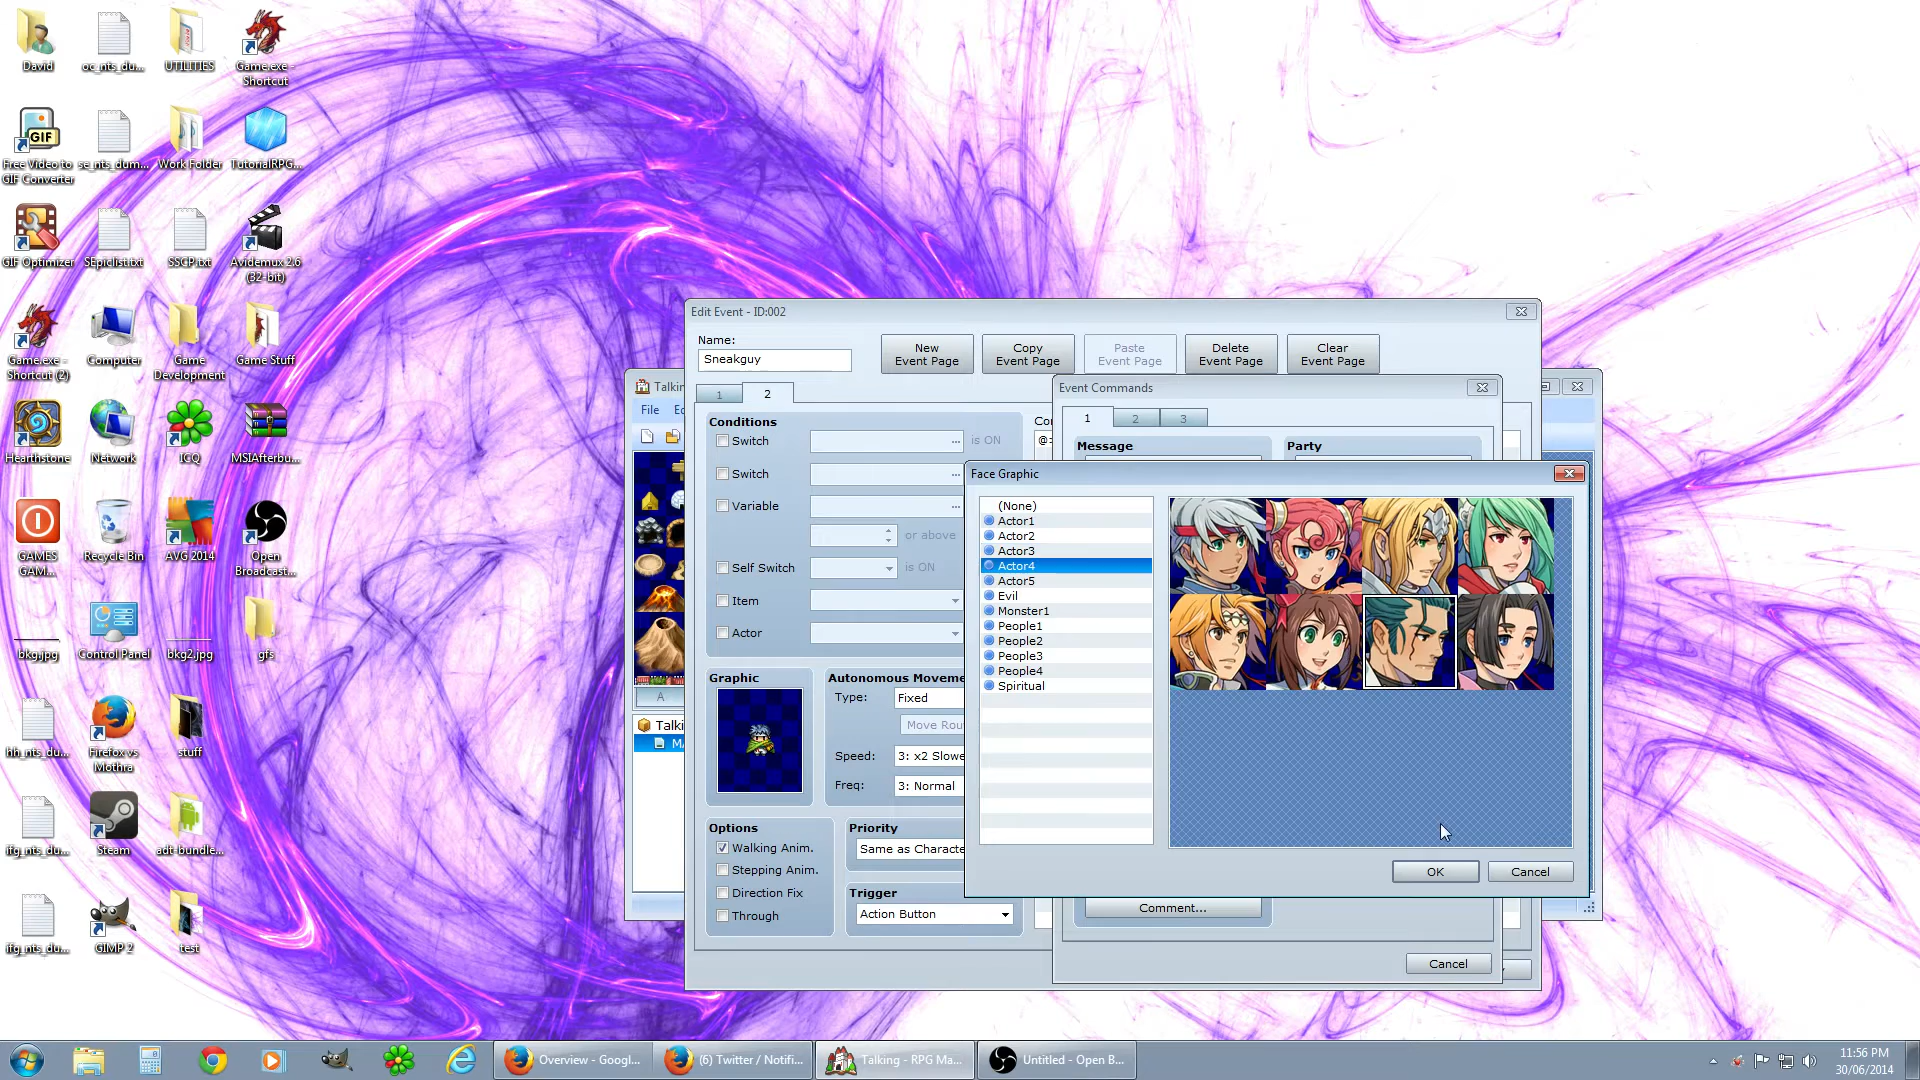 David
oc_nts_du...
UTILITIES
Game.exe -
Shortcut
Free Video to
GIF Converter
se_nts_dum...
Work Folder
TutorialRPG...
GIF Optimizer
SEpiclist.txt
SSCP.txt
Avidemux 2.6
(32-bit)
Game.exe -
Shortcut (2)
Computer
Game
Development
Game Stuff
Hearthstone
Network
ICQ
MSIAfterbu...
GAMES
GAM...
Recycle Bin
AVG 2014
Open
Broadcast...
bkg.jpg
Control Panel
bkg2.jpg
gfs
hh_nts_du...
Firefox vs
Mothra
stuff
ifg_nts_du...
Steam
adt-bundle...
ifg_nts_du...
GIMP 2
test
GIF
Edit Event - ID:002
Name:
Sneakguy
New
Event Page
Copy
Event Page
Paste
Event Page
Delete
Event Page
Clear
Event Page
1
2
Conditions
Switch
... is ON
Switch
...
Variable
...
or above
Self Switch
is ON
Item
Actor
Graphic
Autonomous Moveme
Type:
Fixed
Move Rou
Speed:
3: x2 Slowe
Freq:
3: Normal
Options
Walking Anim.
Stepping Anim.
Direction Fix
Through
Priority
Same as Characte
Trigger
Action Button
Talkin
File
Ed
A
Talki
MA
Co
@:
Event Commands
1
2
3
Message
Party
Comment...
Cancel
Face Graphic
(None)
Actor1
Actor2
Actor3
Actor4
Actor5
Evil
Monster1
People1
People2
People3
People4
Spiritual
OK
Cancel
Overview - Googl...
(6) Twitter / Notifi...
Talking - RPG Ma...
Untitled - Open B...
11:56 PM
30/06/2014